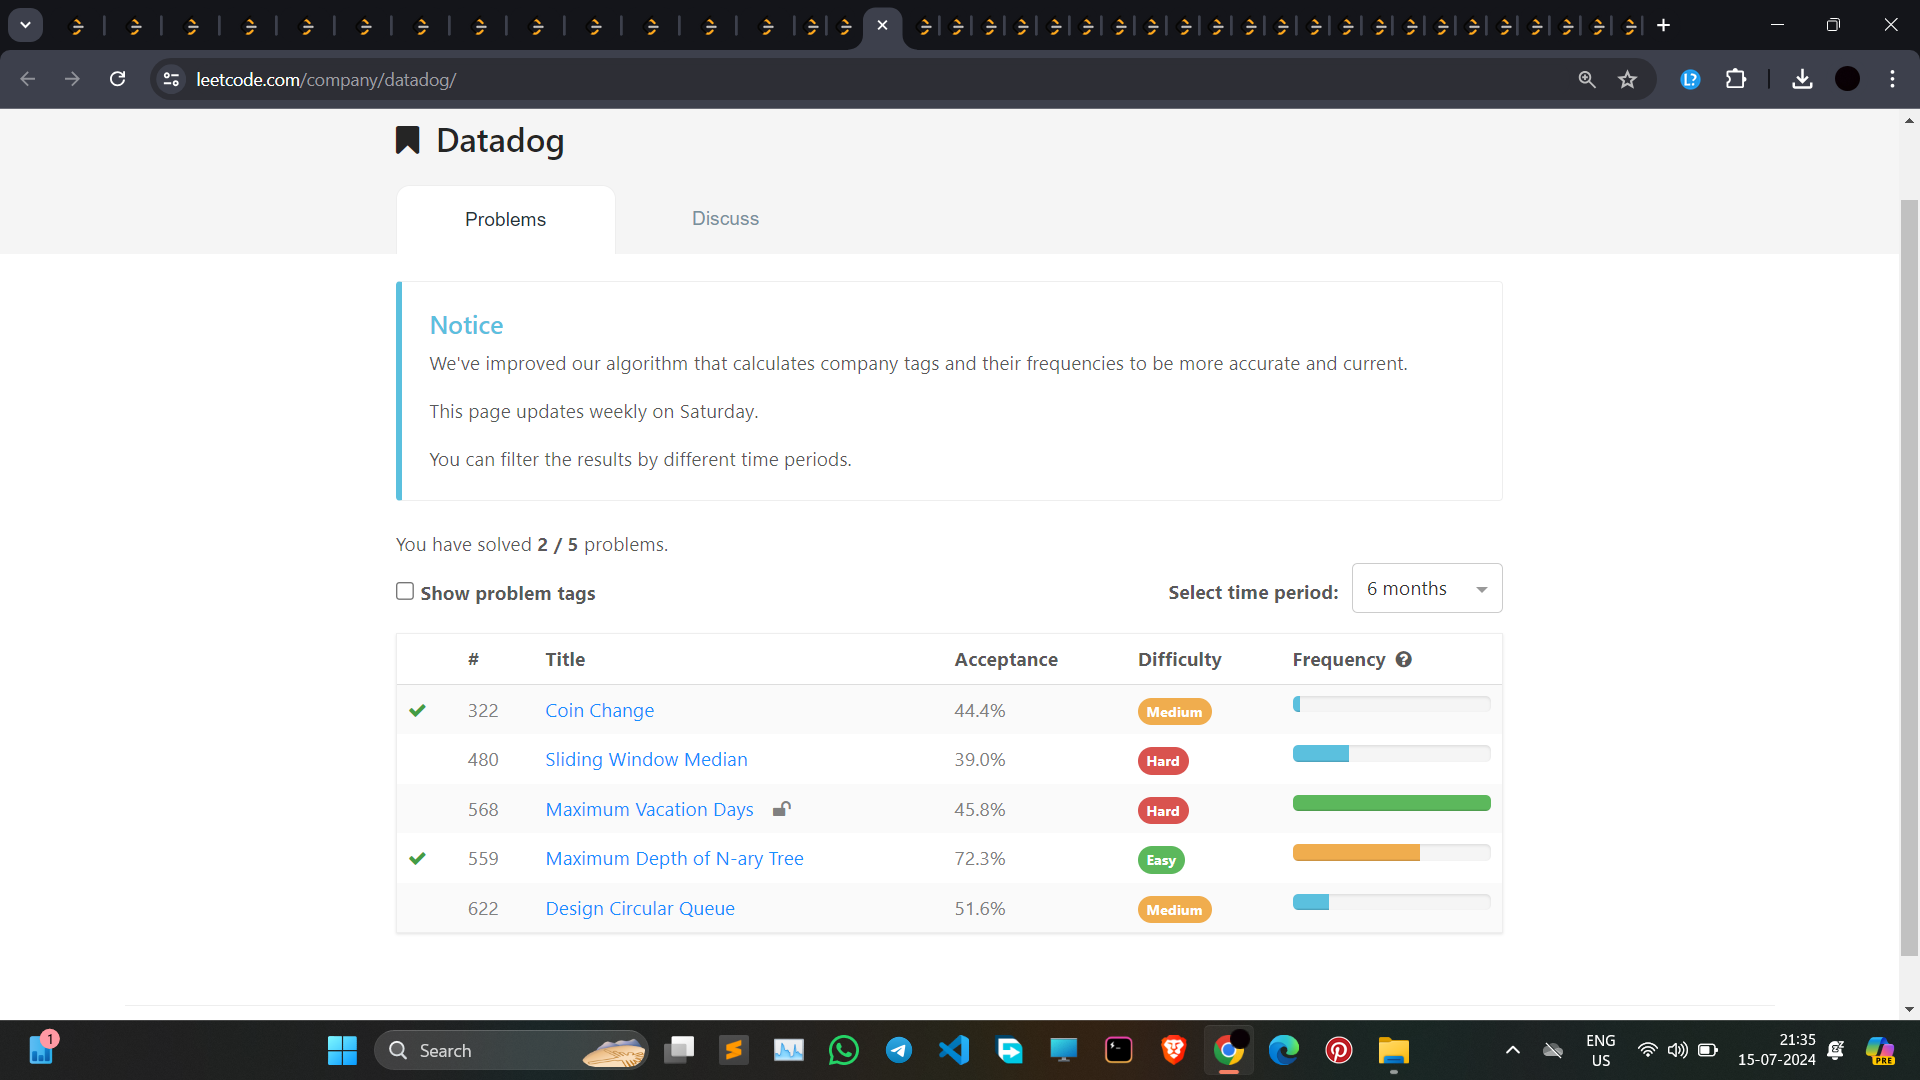 leetcode.com/company/datadog/
L?
Datadog
Problems
Discuss
Notice
We've improved our algorithm that calculates company tags and their frequencies to be more accurate and current.
This page updates weekly on Saturday.
You can filter the results by different time periods.
You have solved 2 / 5 problems.
Show problem tags
Select time period: 6 months
# Title Acceptance Difficulty Frequency ?
322 Coin Change 44.4% Medium
480 Sliding Window Median 39.0% Hard
568 Maximum Vacation Days 45.8% Hard
559 Maximum Depth of N-ary Tree 72.3% Easy
622 Design Circular Queue 51.6% Medium
1
Search
ENG
US
21:35
15-07-2024
PRE